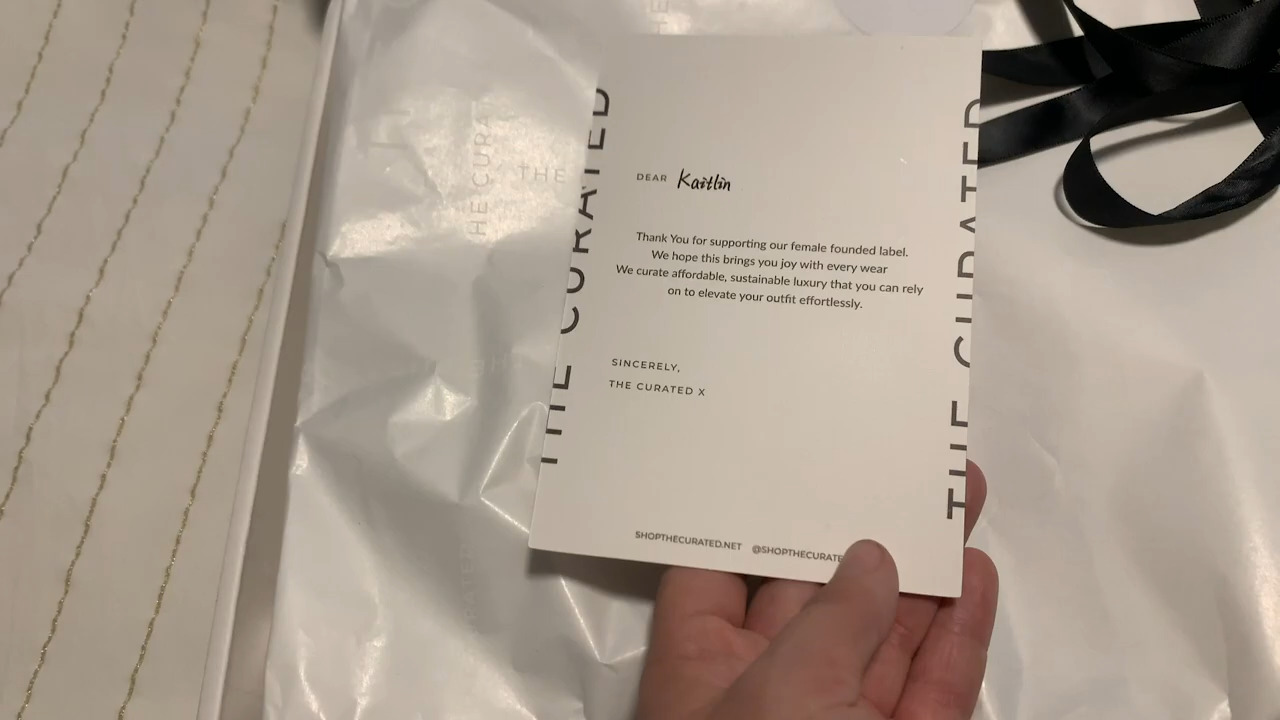 THE CURATED
DEAR Kaitlin
Thank You for supporting our female founded label.
We hope this brings you joy with every wear
We curate affordable, sustainable luxury that you can rely
on to elevate your outfit effortlessly.
SINCERELY,
THE CURATED X
SHOPTHECURATED.NET @SHOPTHECURATE
THE CURATED
THE